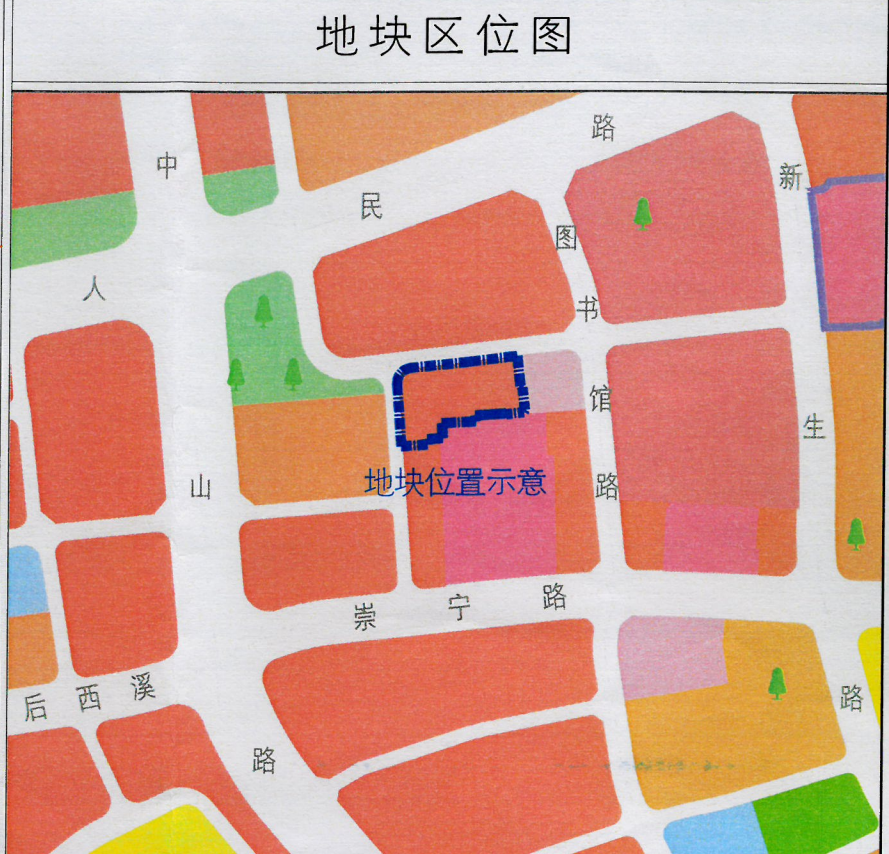 地块区位图
人民路
中山路
图书馆路
新生路
地块位置示意
崇宁路
后西溪